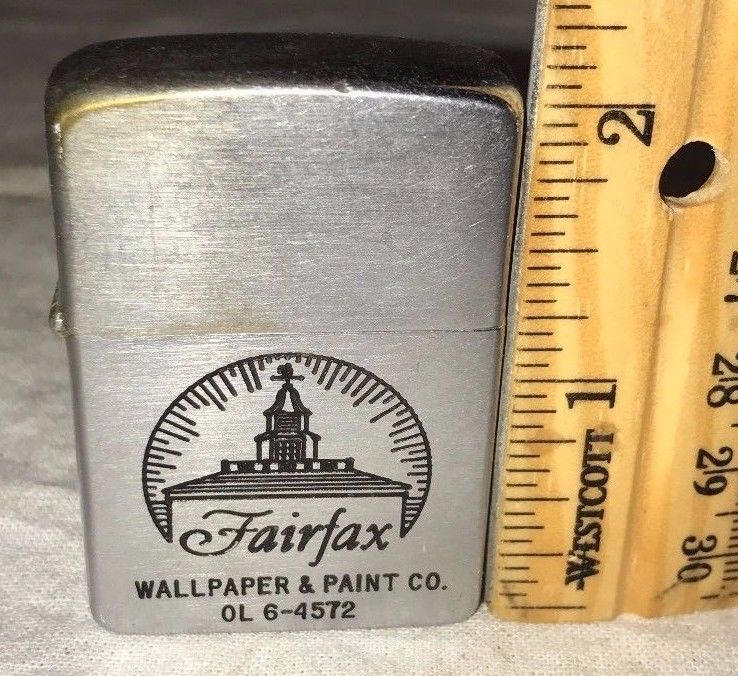 Fairfax
WALLPAPER & PAINT CO.
OL 6-4572
2
1
WESTCOTT
28
29
30